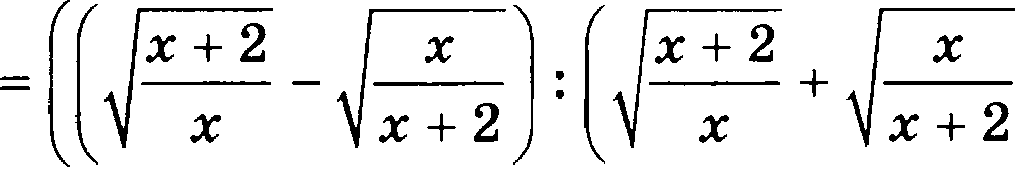 = ( ( ( √((x + 2)/x) − √(x/(x + 2)) ) : ( √((x + 2)/x) + √(x/(x + 2))